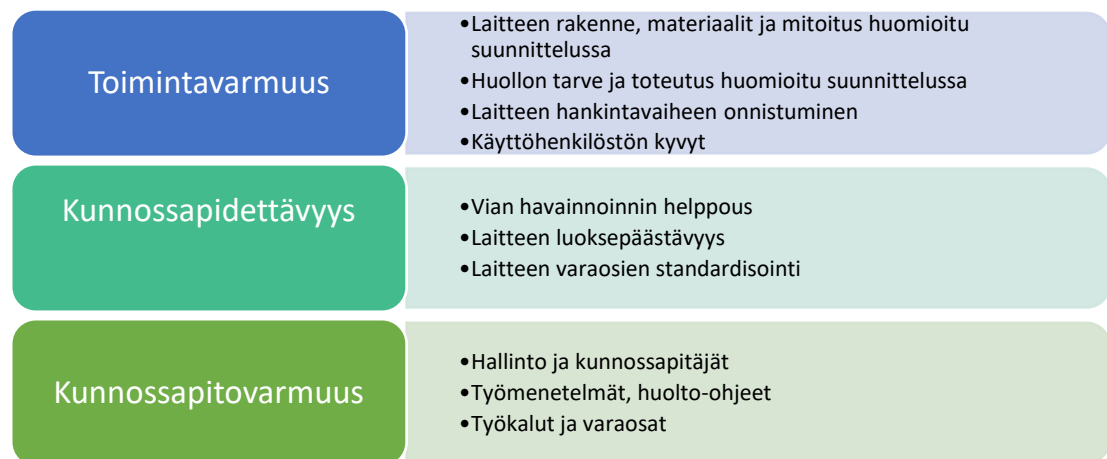 Toimintavarmuus
•Laitteen rakenne, materiaalit ja mitoitus huomioitu
suunnittelussa
•Huollon tarve ja toteutus huomioitu suunnittelussa
•Laitteen hankintavaiheen onnistuminen
•Käyttöhenkilöstön kyvyt
Kunnossapidettävyys
•Vian havainnoinnin helppous
•Laitteen luoksepäästävyys
•Laitteen varaosien standardisointi
Kunnossapitovarmuus
•Hallinto ja kunnossapitäjät
•Työmenetelmät, huolto-ohjeet
•Työkalut ja varaosat